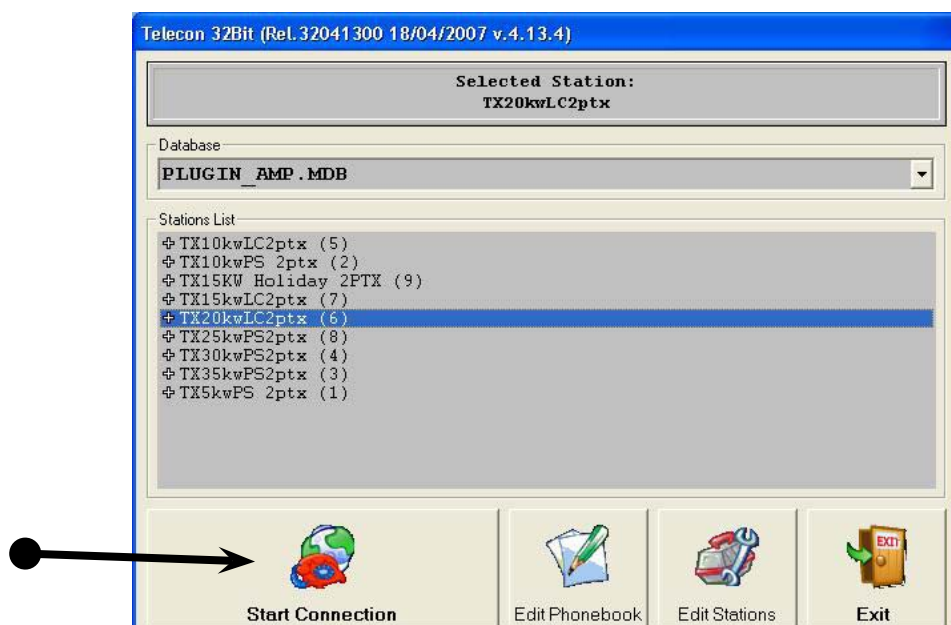 Telecon 32Bit (Rel.32041300 18/04/2007 v.4.13.4)
Selected Station:
TX20kwLC2ptx
Database
PLUGIN_AMP.MDB
Stations List
TX10kwLC2ptx (5)
TX10kwPS 2ptx (2)
TX15KW Holiday 2PTX (9)
TX15kwLC2ptx (7)
TX20kwLC2ptx (6)
TX25kwPS2ptx (8)
TX30kwPS2ptx (4)
TX35kwPS2ptx (3)
TX5kwPS 2ptx (1)
EXIT
Start Connection Edit Phonebook Edit Stations Exit